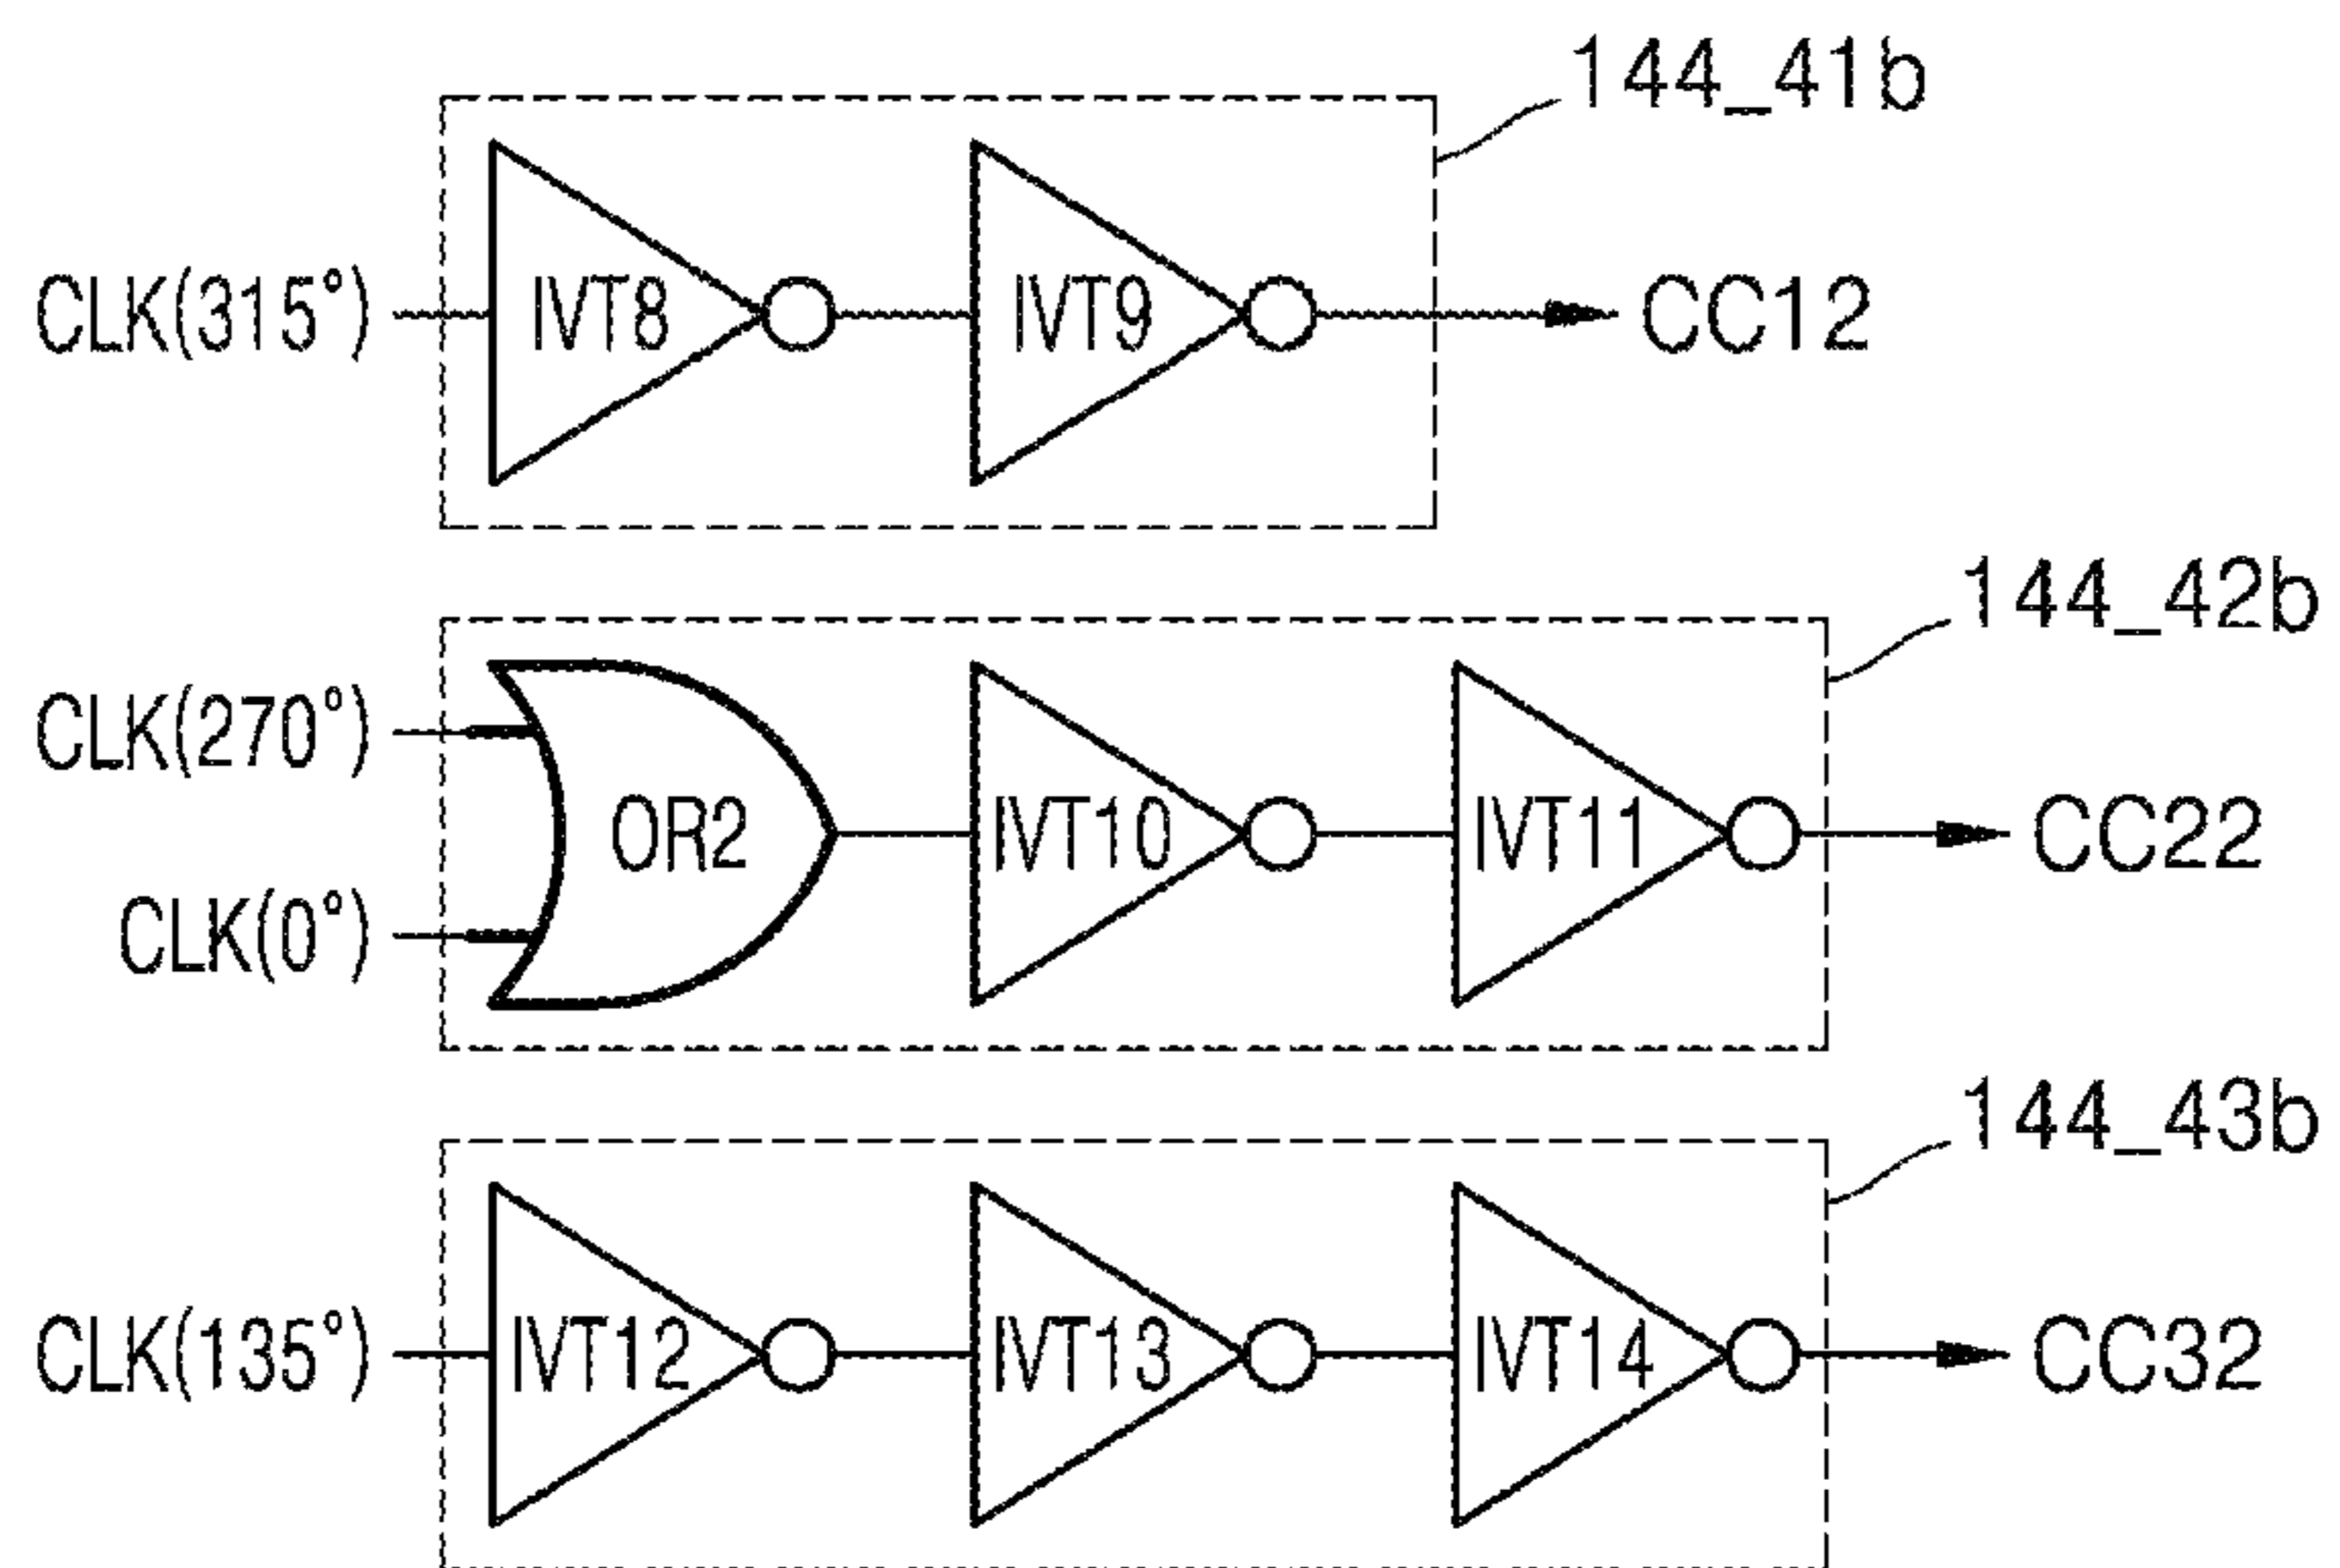 144_41b
CLK(315°)
IVT8
IVT9
CC12
144_42b
CLK(270°)
CLK(0°)
OR2
IVT10
IVT11
CC22
144_43b
CLK(135°)
IVT12
IVT13
IVT14
CC32